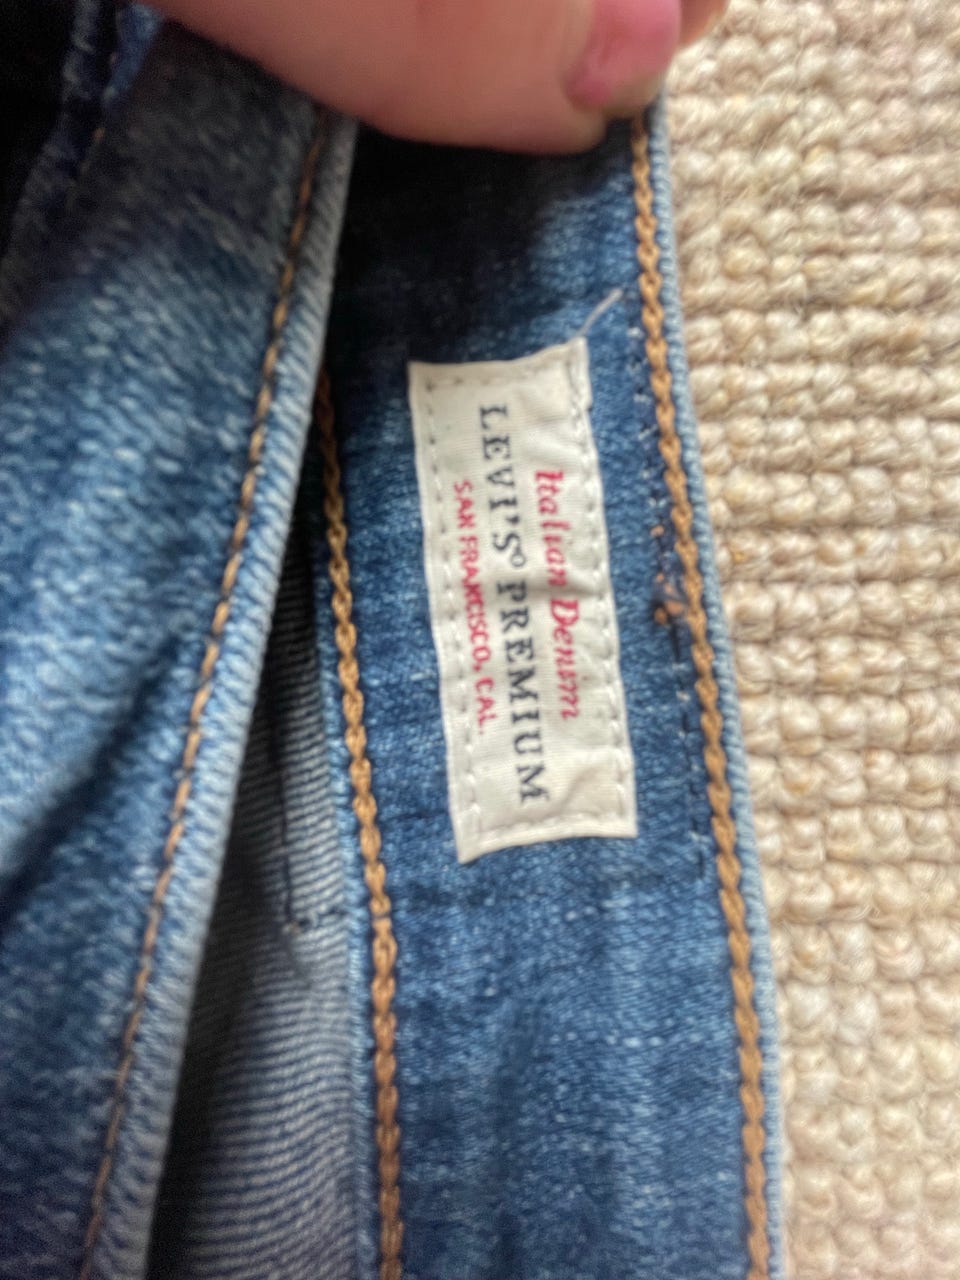 Italian Denim
LEVI'S® PREMIUM
SAN FRANCISCO, CAL.